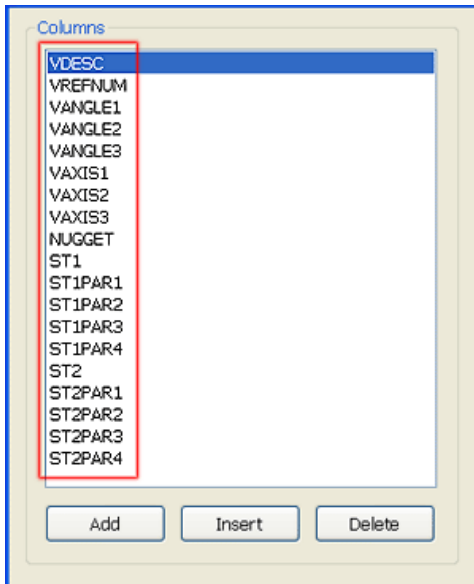 Columns
VDESC
VREFNUM
VANGLE1
VANGLE2
VANGLE3
VAXIS1
VAXIS2
VAXIS3
NUGGET
ST1
ST1PAR1
ST1PAR2
ST1PAR3
ST1PAR4
ST2
ST2PAR1
ST2PAR2
ST2PAR3
ST2PAR4
Add Insert Delete